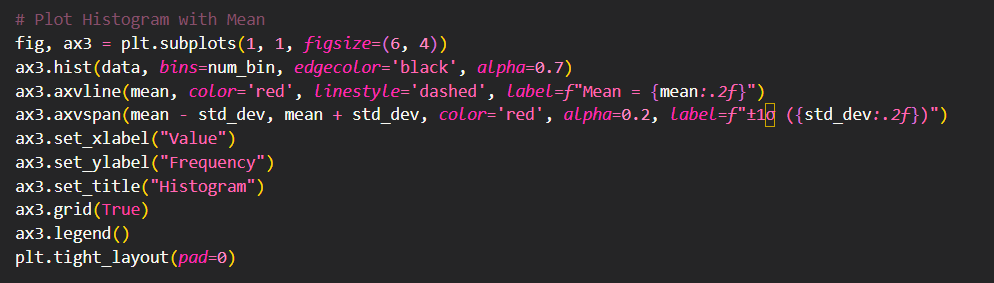 # Plot Histogram with Mean
fig, ax3 = plt.subplots(1, 1, figsize=(6, 4))
ax3.hist(data, bins=num_bin, edgecolor='black', alpha=0.7)
ax3.axvline(mean, color='red', linestyle='dashed', label=f"Mean = {mean:.2f}")
ax3.axvspan(mean - std_dev, mean + std_dev, color='red', alpha=0.2, label=f"±1σ ({std_dev:.2f})")
ax3.set_xlabel("Value")
ax3.set_ylabel("Frequency")
ax3.set_title("Histogram")
ax3.grid(True)
ax3.legend()
plt.tight_layout(pad=0)